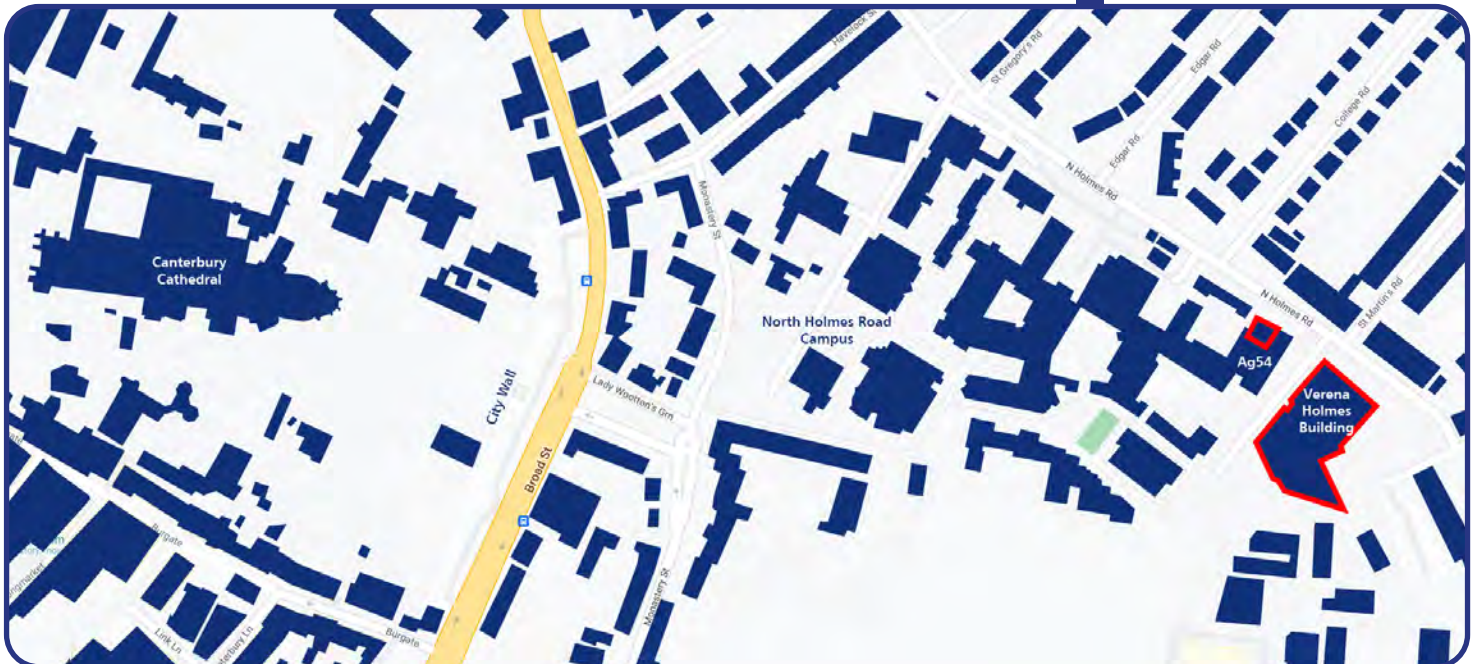 Havelock St
St Gregory's Rd
Edgar Rd
College Rd
Edgar Rd
N Holmes Rd
Monastery St
Canterbury
Cathedral
North Holmes Road
Campus
N Holmes Rd
St Martin's Rd
Ag54
Verena
Holmes
Building
City Wall
Lady Wootton's Grn
Broad St
Burgate
Monastery St
Link Ln
Burgate